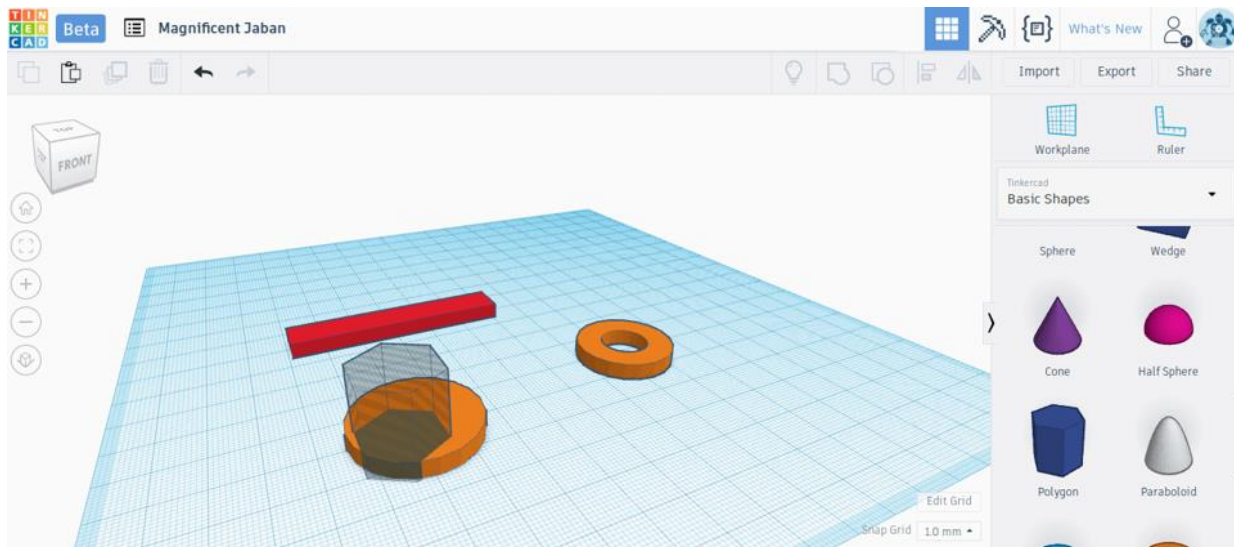 TIN
KER
CAD
Beta
Magnificent Jaban
What's New
Import
Export
Share
TOP
FRONT
Workplane
Ruler
Tinkercad
Basic Shapes
Sphere
Wedge
Cone
Half Sphere
Polygon
Paraboloid
Edit Grid
Snap Grid
1.0 mm